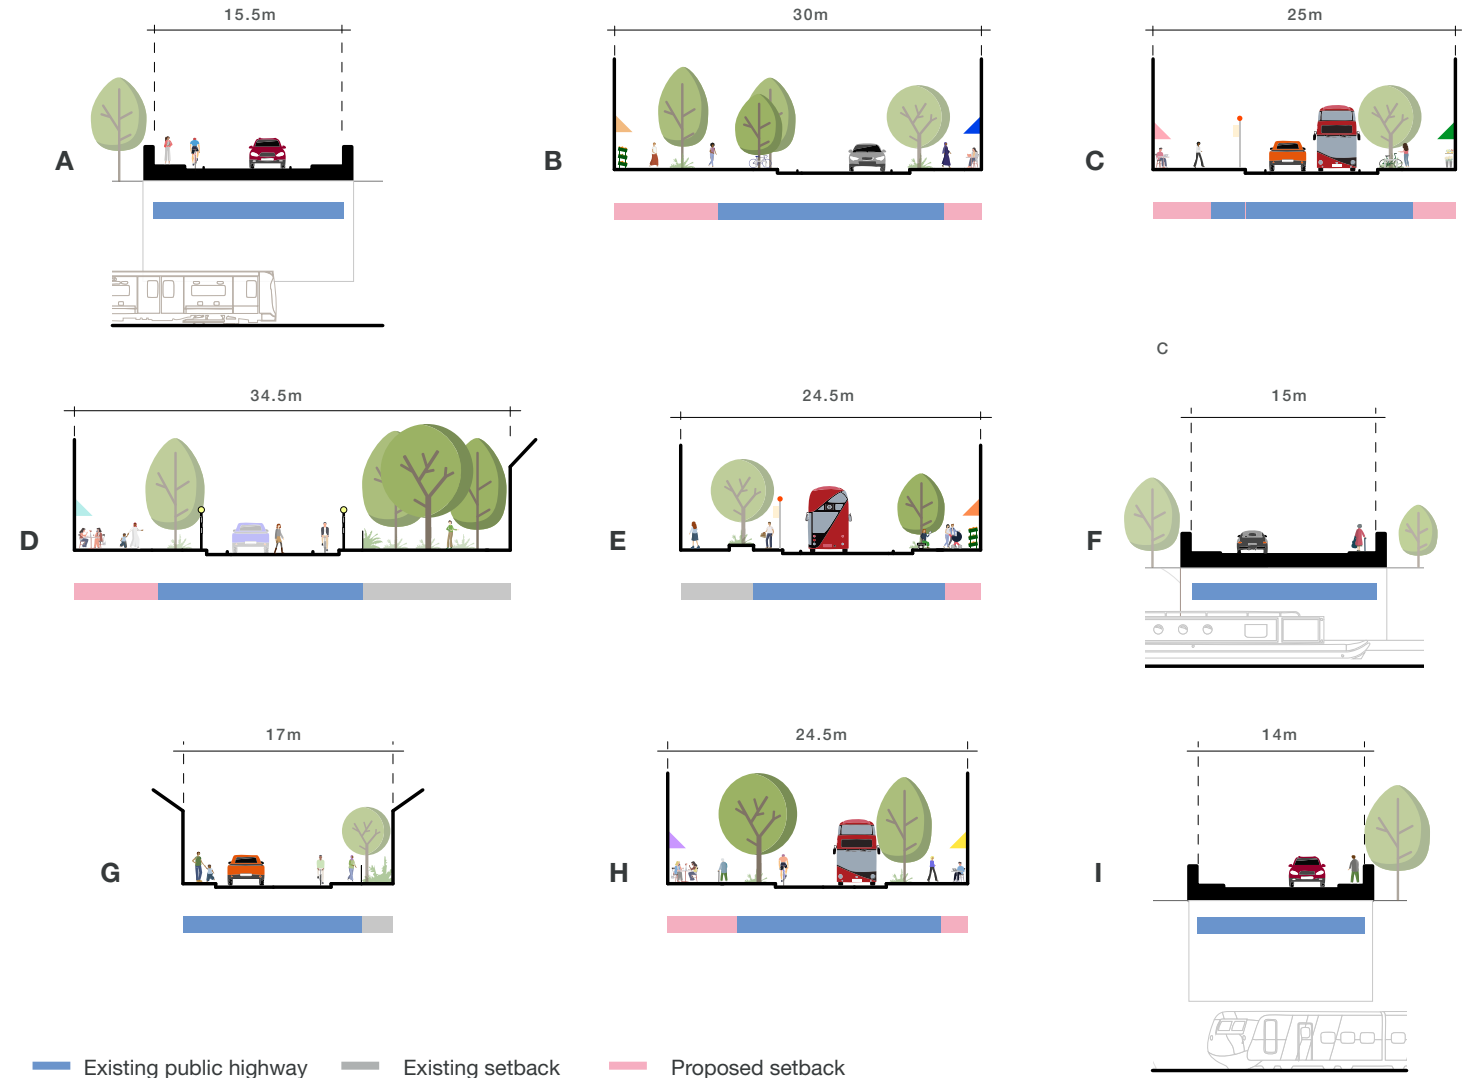 15.5m
30m
25m
A
B
C
C
34.5m
24.5m
15m
D
E
F
17m
24.5m
14m
G
H
I
Existing public highway
Existing setback
Proposed setback